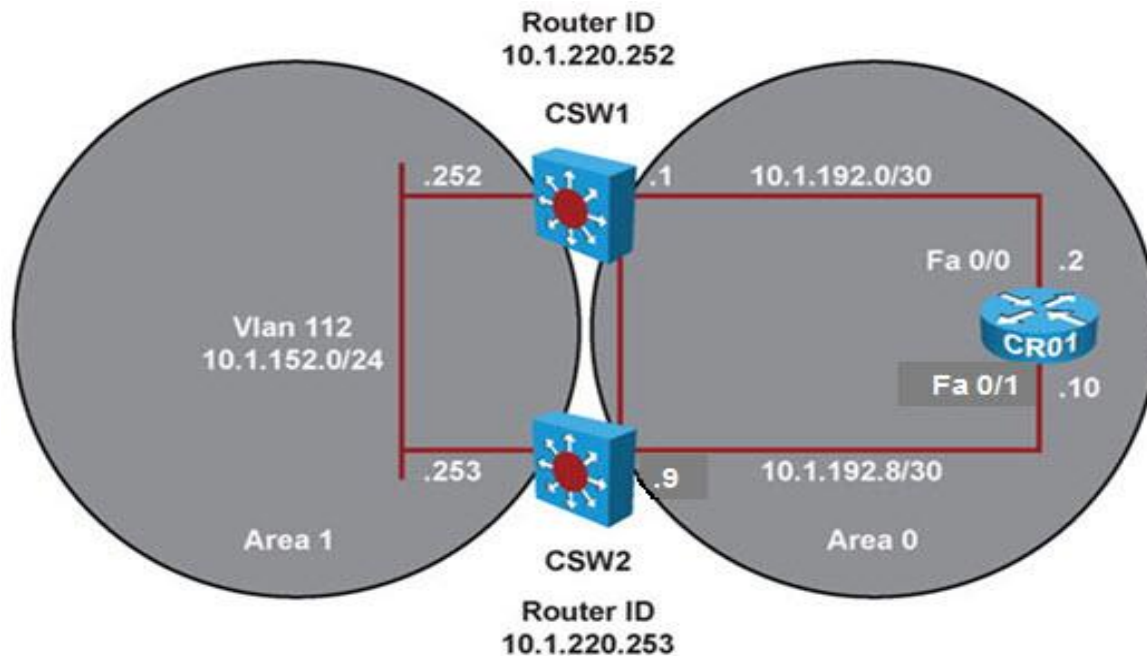 Router ID
10.1.220.252
CSW1
.252
.1
10.1.192.0/30
Fa 0/0
.2
Vlan 112
10.1.152.0/24
CR01
Fa 0/1
.10
.253
.9
10.1.192.8/30
Area 1
Area 0
CSW2
Router ID
10.1.220.253